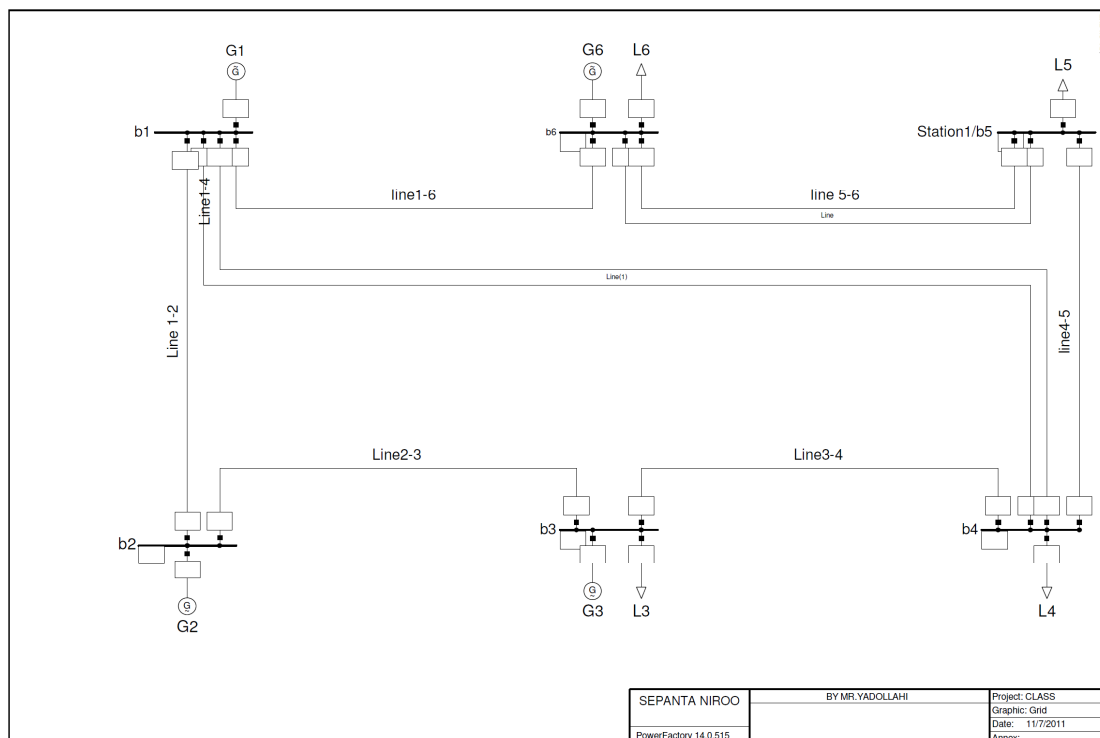 G1
G6
L6
L5
G̃
G̃
b1
b6
Station1/b5
Line1-4
line1-6
line 5-6
Line
Line(1)
Line 1-2
line4-5
Line2-3
Line3-4
b2
b3
b4
G
G
G2
G3
L3
L4
SEPANTA NIROO
BY MR.YADOLLAHI
Project: CLASS
Graphic: Grid
Date: 11/7/2011
PowerFactory 14.0.515
Annex: